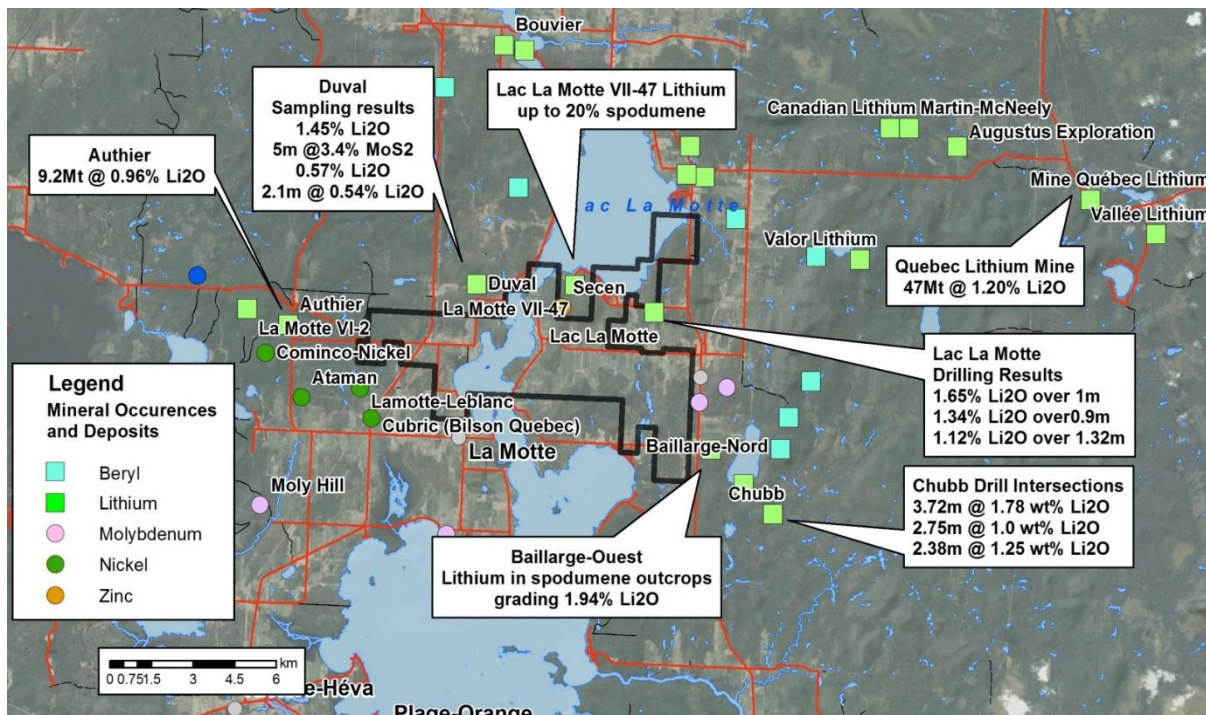 Bouvier
Duval
Sampling results
1.45% Li2O
5m @3.4% MoS2
0.57% Li2O
2.1m @ 0.54% Li2O
Lac La Motte VII-47 Lithium
up to 20% spodumene
Canadian Lithium Martin-McNeely
Augustus Exploration
Authier
9.2Mt @ 0.96% Li2O
Mine Québec Lithium
Vallée Lithium
ac La Motte
Valor Lithium
Quebec Lithium Mine
47Mt @ 1.20% Li2O
Duval
Secen
Authier
La Motte VII-47
La Motte VI-2
Lac La Motte
Cominco-Nickel
Ataman
Lamotte-Leblanc
Cubric (Bilson Quebec)
La Motte
Lac La Motte
Drilling Results
1.65% Li2O over 1m
1.34% Li2O over0.9m
1.12% Li2O over 1.32m
Legend
Mineral Occurences
and Deposits
Beryl
Lithium
Molybdenum
Nickel
Zinc
Baillarge-Nord
Moly Hill
Chubb
Chubb Drill Intersections
3.72m @ 1.78 wt% Li2O
2.75m @ 1.0 wt% Li2O
2.38m @ 1.25 wt% Li2O
Baillarge-Ouest
Lithium in spodumene outcrops
grading 1.94% Li2O
km
0 0.751.5 3 4.5 6
e-Héva
Plage-Orange